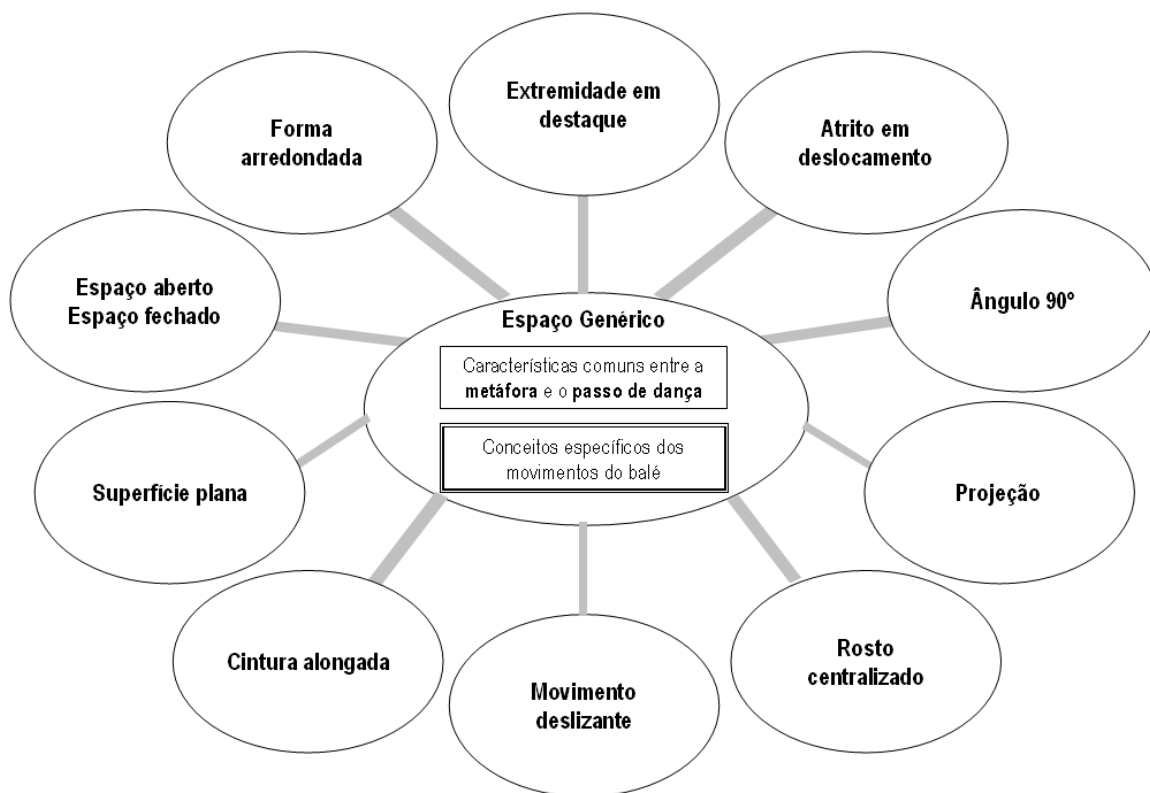 Extremidade em
destaque
Forma
arredondada
Atrito em
deslocamento
Espaço aberto
Espaço fechado
Ângulo 90°
Espaço Genérico
Características comuns entre a
metáfora e o passo de dança
Conceitos específicos dos
movimentos do balé
Superfície plana
Projeção
Cintura alongada
Rosto
centralizado
Movimento
deslizante